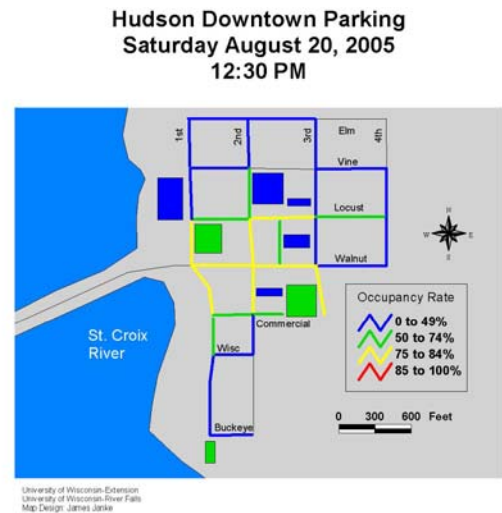 Hudson Downtown Parking
Saturday August 20, 2005
12:30 PM
1st
2nd
3rd
4th
Elm
Vine
Locust
Walnut
N
W
E
S
Occupancy Rate
0 to 49%
50 to 74%
75 to 84%
85 to 100%
St. Croix
River
Commercial
Wisc
Buckeye
0 300 600 Feet
University of Wisconsin-Extension
University of Wisconsin-River Falls
Map Design: James Janke